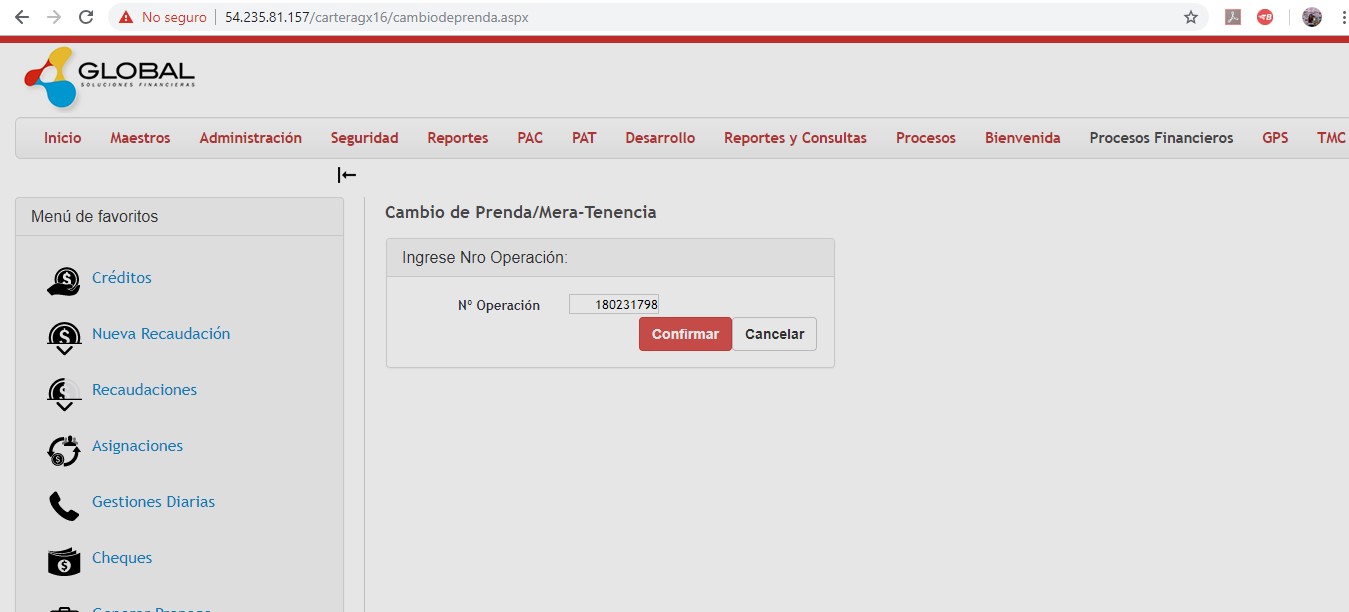 No seguro 54.235.81.157/carteragx16/cambiodeprenda.aspx
GLOBAL
SOLUCIONES FINANCIERAS
Inicio Maestros Administración Seguridad Reportes PAC PAT Desarrollo Reportes y Consultas Procesos Bienvenida Procesos Financieros GPS TMC
Menú de favoritos
Créditos
Nueva Recaudación
Recaudaciones
Asignaciones
Gestiones Diarias
Cheques
Cambio de Prenda/Mera-Tenencia
Ingrese Nro Operación:
Nº Operación 180231798
Confirmar Cancelar